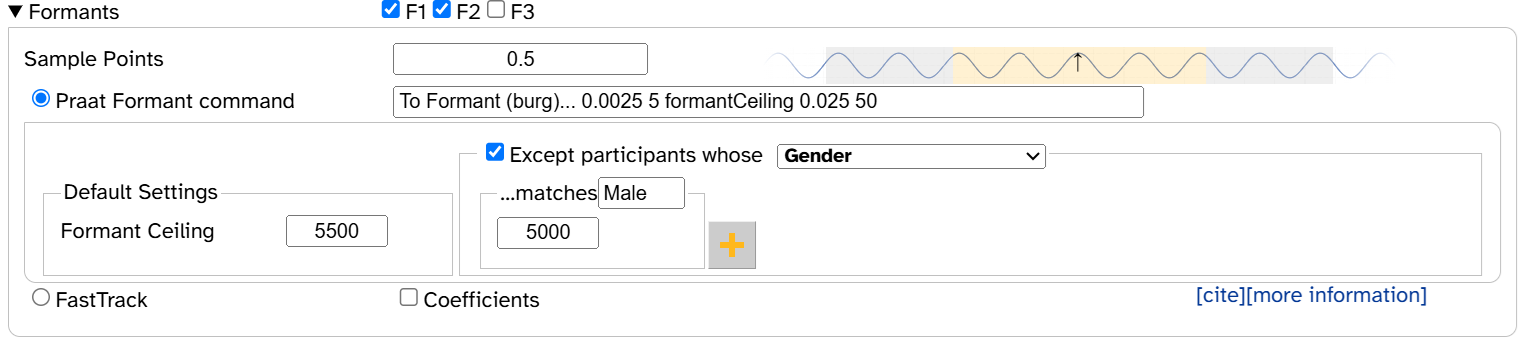 ▼ Formants F1 F2 F3
Sample Points 0.5
Praat Formant command To Formant (burg)... 0.0025 5 formantCeiling 0.025 50
Except participants whose Gender
Default Settings ...matches Male
Formant Ceiling 5500 5000
FastTrack Coefficients [cite][more information]